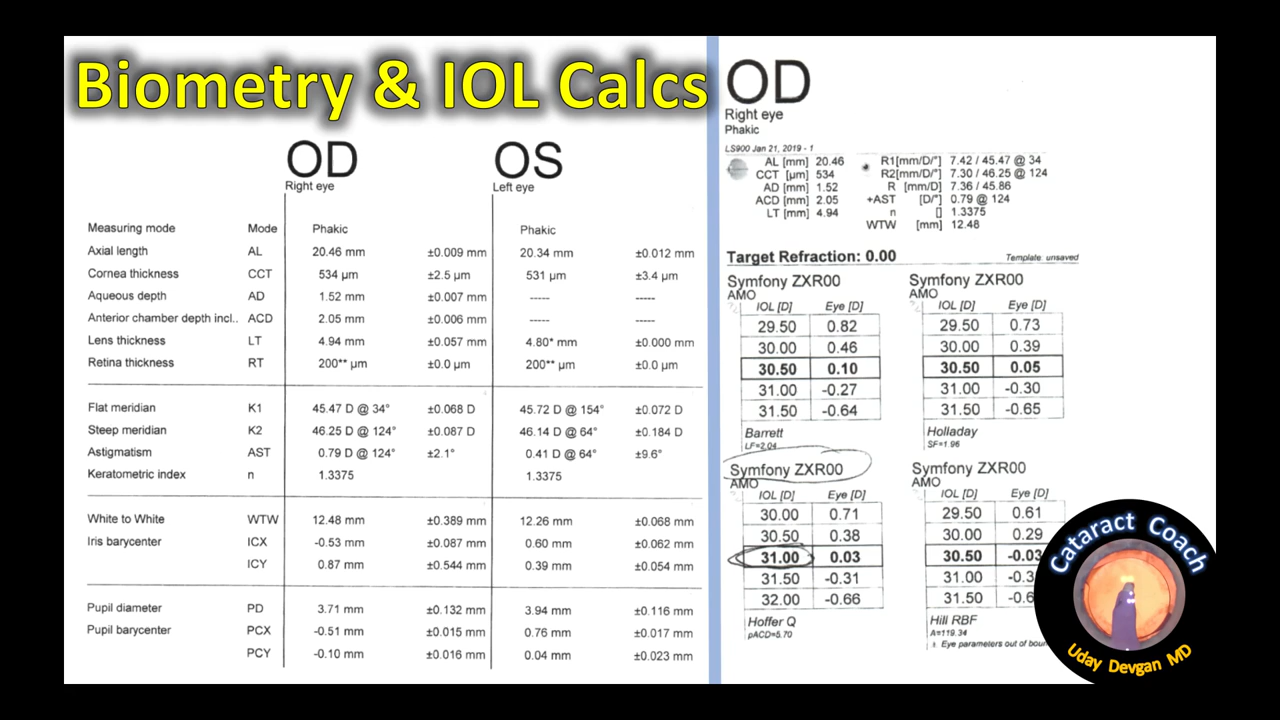 Biometry & IOL Calcs
OD OS
Right eye Left eye
Measuring mode Mode Phakic Phakic
Axial length AL 20.46 mm ±0.009 mm 20.34 mm ±0.012 mm
Cornea thickness CCT 534 µm ±2.5 µm 531 µm ±3.4 µm
Aqueous depth AD 1.52 mm ±0.007 mm ----- -----
Anterior chamber depth incl.. ACD 2.05 mm ±0.006 mm ----- -----
Lens thickness LT 4.94 mm ±0.057 mm 4.80* mm ±0.000 mm
Retina thickness RT 200** µm ±0.0 µm 200** µm ±0.0 µm
Flat meridian K1 45.47 D @ 34° ±0.068 D 45.72 D @ 154° ±0.072 D
Steep meridian K2 46.25 D @ 124° ±0.087 D 46.14 D @ 64° ±0.184 D
Astigmatism AST 0.79 D @ 124° ±2.1° 0.41 D @ 64° ±9.6°
Keratometric index n 1.3375 1.3375
White to White WTW 12.48 mm ±0.389 mm 12.26 mm ±0.068 mm
Iris barycenter ICX -0.53 mm ±0.087 mm 0.60 mm ±0.062 mm
ICY 0.87 mm ±0.544 mm 0.39 mm ±0.054 mm
Pupil diameter PD 3.71 mm ±0.132 mm 3.94 mm ±0.116 mm
Pupil barycenter PCX -0.51 mm ±0.015 mm 0.76 mm ±0.017 mm
PCY -0.10 mm ±0.016 mm 0.04 mm ±0.023 mm
OD
Right eye
Phakic
LS900 Jan 21, 2019 - 1
AL [mm] 20.46 R1[mm/D/°] 7.42 / 45.47 @ 34
CCT [µm] 534 R2[mm/D/°] 7.30 / 46.25 @ 124
AD [mm] 1.52 R [mm/D] 7.36 / 45.86
ACD [mm] 2.05 +AST [D/°] 0.79 @ 124
LT [mm] 4.94 n [] 1.3375
WTW [mm] 12.48
Target Refraction: 0.00 Template: unsaved
Symfony ZXR00 Symfony ZXR00
AMO AMO
IOL [D] Eye [D] IOL [D] Eye [D]
29.50 0.82 29.50 0.73
30.00 0.46 30.00 0.39
30.50 0.10 30.50 0.05
31.00 -0.27 31.00 -0.30
31.50 -0.64 31.50 -0.65
Barrett Holladay
LF=2.04 SF=1.96
Symfony ZXR00 Symfony ZXR00
AMO AMO
IOL [D] Eye [D] IOL [D] Eye [D]
30.00 0.71 29.50 0.61
30.50 0.38 30.00 0.29
31.00 0.03 30.50 -0.03
31.50 -0.31 31.00 -0.3
32.00 -0.66 31.50 -0.6
Hoffer Q Hill RBF
pACD=5.70 A=119.34
Eye parameters out of boun
Cataract Coach
Uday Devgan MD